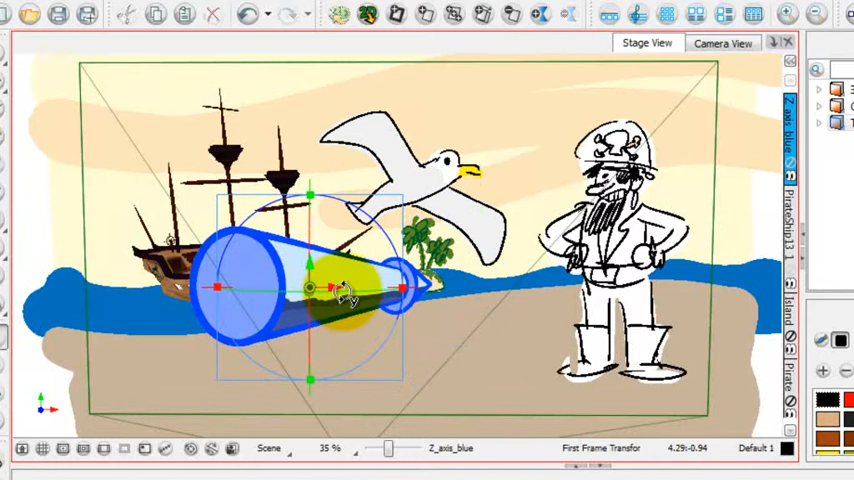 Stage View
Camera View
Z_axis_blue
PirateShip13_1
Island
Pirate
Scene
35 %
Z_axis_blue
First Frame Transfor
4.29:-0.94
Default 1